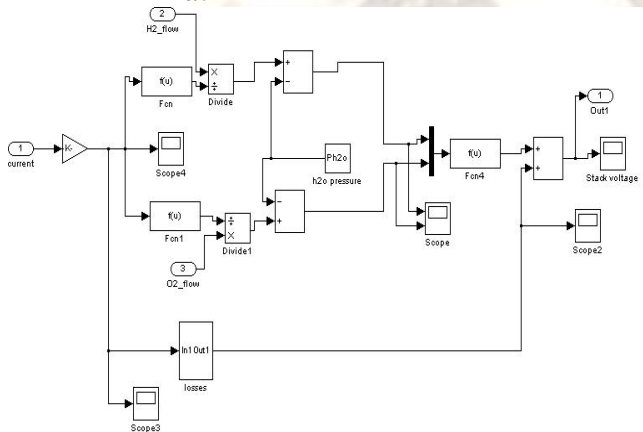 2
H2_flow
f(u)
Fcn
×
÷
Divide
+
−
1
Out1
1
current
K-
Scope4
Ph2o
h2o pressure
f(u)
Fcn4
+
+
Stack voltage
f(u)
Fcn1
÷
×
Divide1
−
+
Scope
Scope2
3
O2_flow
In1 Out1
losses
Scope3